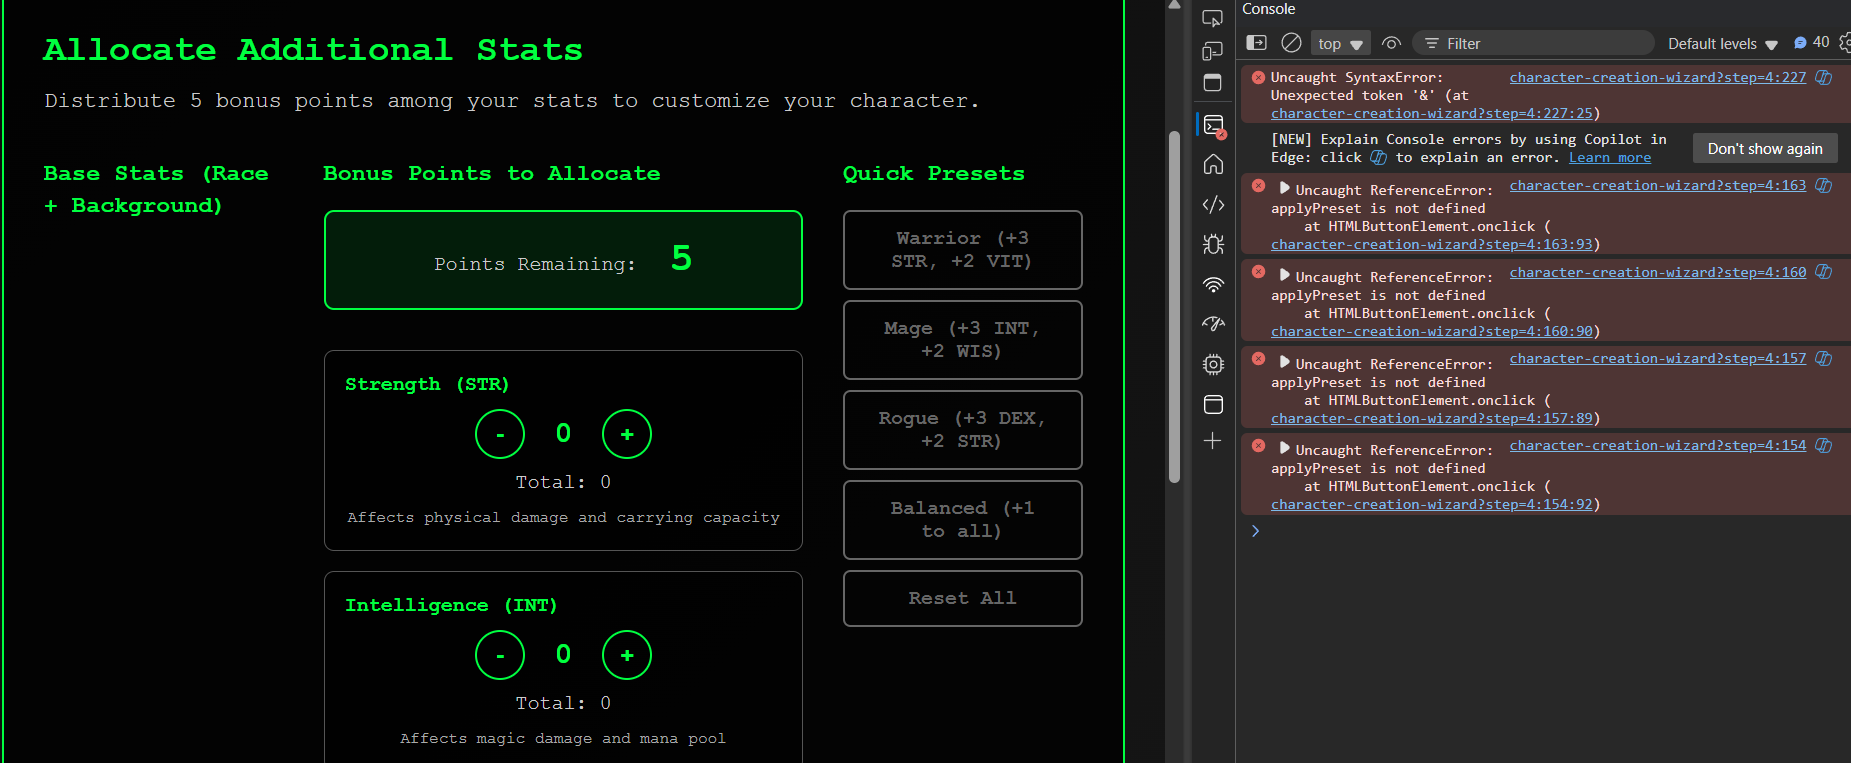 Allocate Additional Stats
Distribute 5 bonus points among your stats to customize your character.
Base Stats (Race
+ Background)
Bonus Points to Allocate
Points Remaining: 5
Strength (STR)
- 0 +
Total: 0
Affects physical damage and carrying capacity
Intelligence (INT)
- 0 +
Total: 0
Affects magic damage and mana pool
Quick Presets
Warrior (+3
STR, +2 VIT)
Mage (+3 INT,
+2 WIS)
Rogue (+3 DEX,
+2 STR)
Balanced (+1
to all)
Reset All
Console
top Filter Default levels 40
Uncaught SyntaxError: character-creation-wizard?step=4:227
Unexpected token '&' (at
character-creation-wizard?step=4:227:25)
[NEW] Explain Console errors by using Copilot in
Edge: click to explain an error. Learn more
Don't show again
Uncaught ReferenceError: character-creation-wizard?step=4:163
applyPreset is not defined
at HTMLButtonElement.onclick (
character-creation-wizard?step=4:163:93)
Uncaught ReferenceError: character-creation-wizard?step=4:160
applyPreset is not defined
at HTMLButtonElement.onclick (
character-creation-wizard?step=4:160:90)
Uncaught ReferenceError: character-creation-wizard?step=4:157
applyPreset is not defined
at HTMLButtonElement.onclick (
character-creation-wizard?step=4:157:89)
Uncaught ReferenceError: character-creation-wizard?step=4:154
applyPreset is not defined
at HTMLButtonElement.onclick (
character-creation-wizard?step=4:154:92)